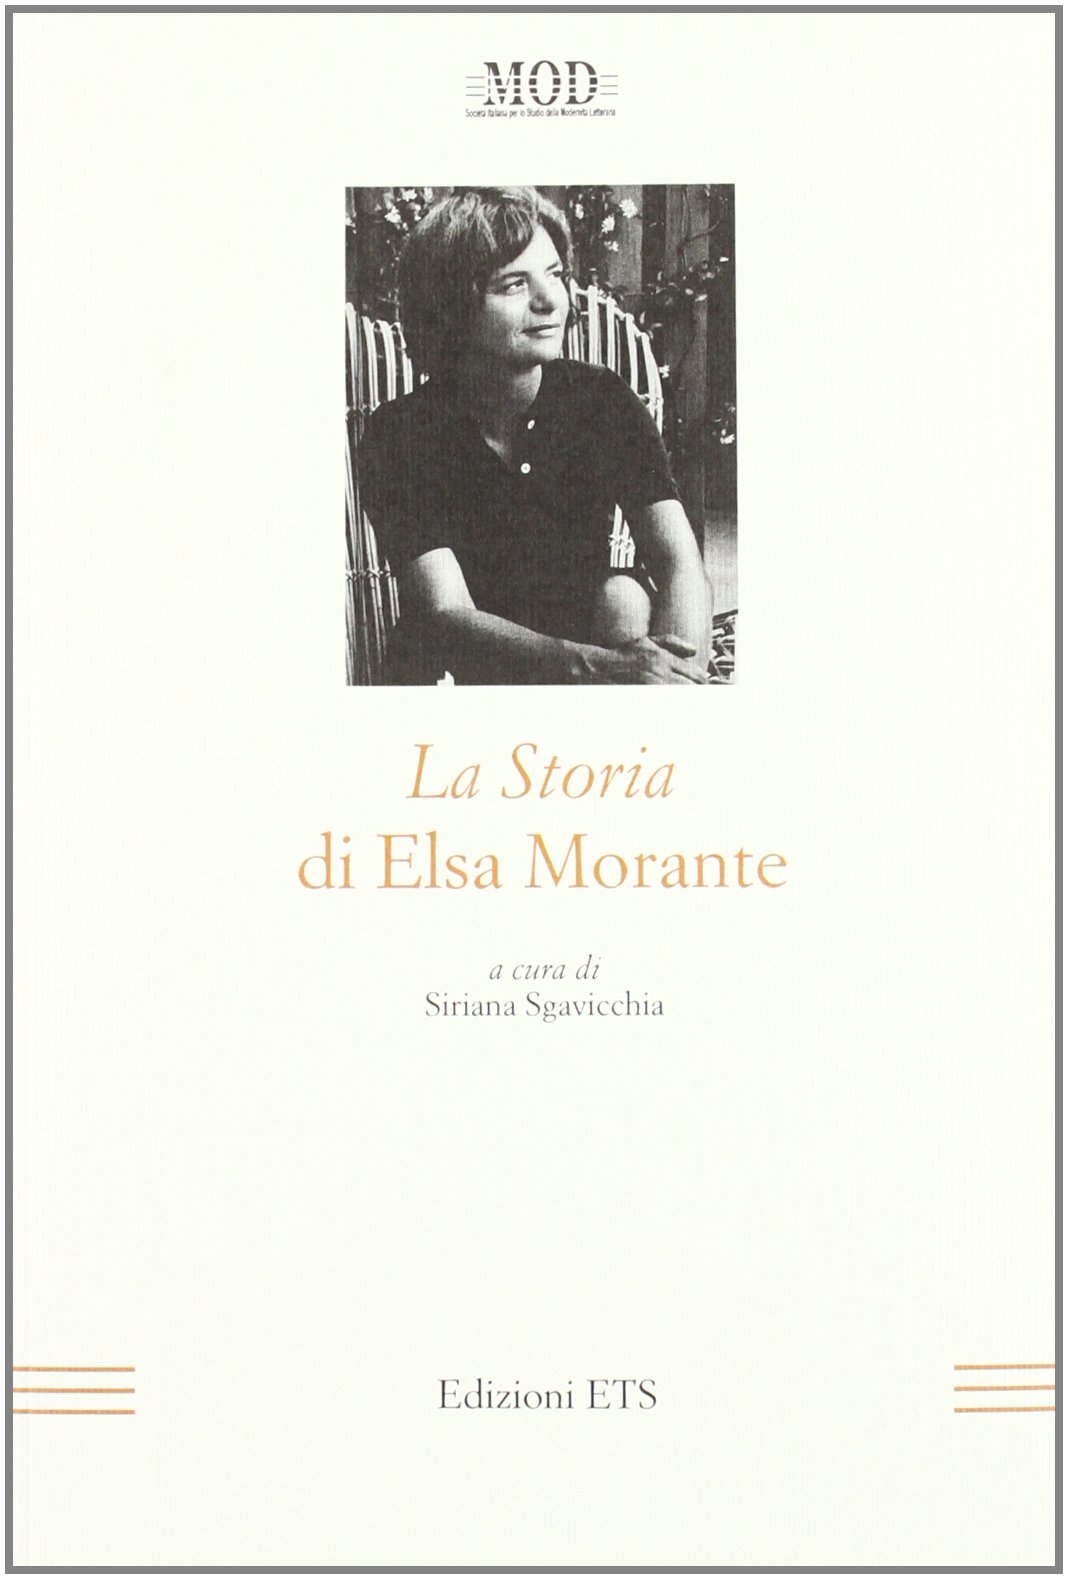 MOD
Società Italiana per lo Studio della Modernità Letteraria
La Storia
di Elsa Morante
a cura di
Siriana Sgavicchia
Edizioni ETS